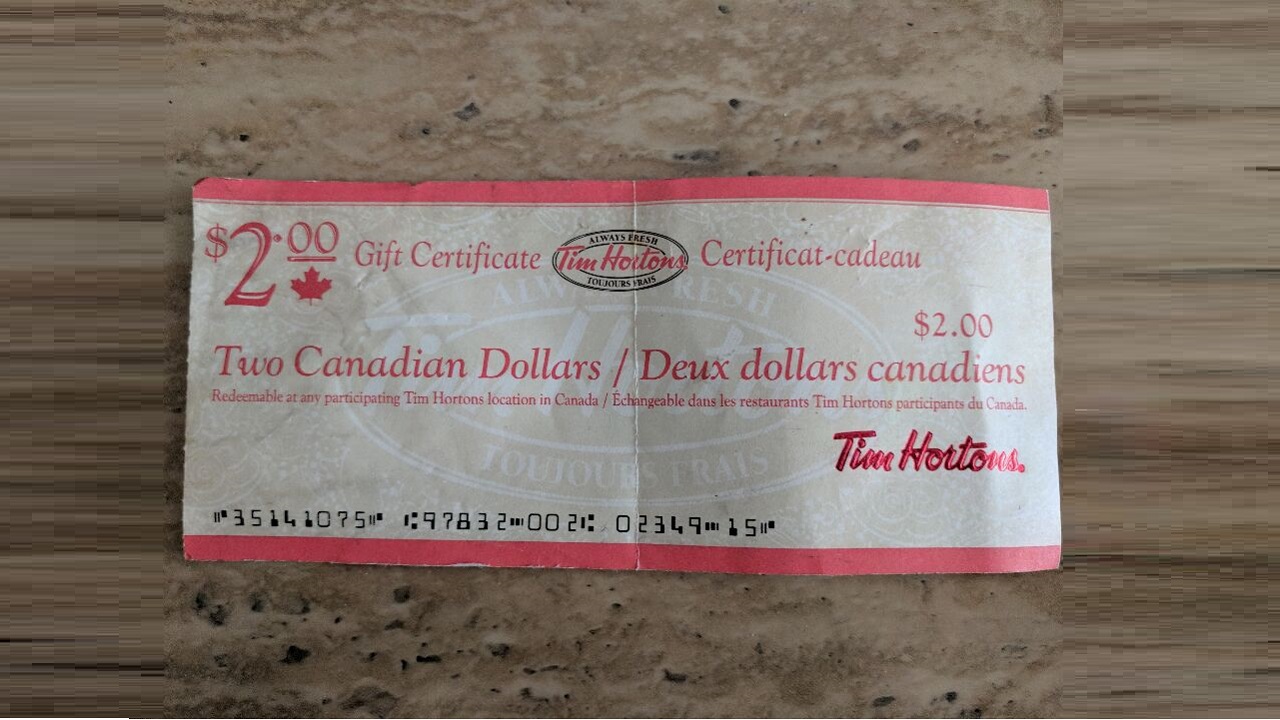 $2.00 Gift Certificate ALWAYS FRESH Tim Hortons TOUJOURS FRAIS Certificat-cadeau
$2.00
Two Canadian Dollars / Deux dollars canadiens
Redeemable at any participating Tim Hortons location in Canada / Échangeable dans les restaurants Tim Hortons participants du Canada.
Tim Hortons.
ALWAYS FRESH
Tim Hortons
TOUJOURS FRAIS
⑈35141075⑈ ⑆97832⑉002⑆ 02349⑉15⑈